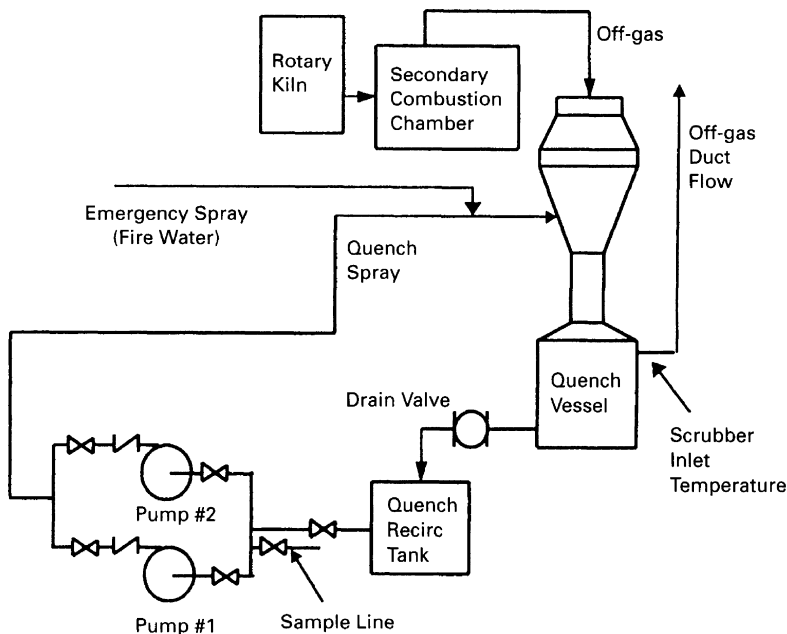 Rotary
Kiln
Secondary
Combustion
Chamber
Off-gas
Off-gas
Duct
Flow
Emergency Spray
(Fire Water)
Quench
Spray
Quench
Vessel
Drain Valve
Scrubber
Inlet
Temperature
Quench
Recirc
Tank
Pump #2
Sample Line
Pump #1